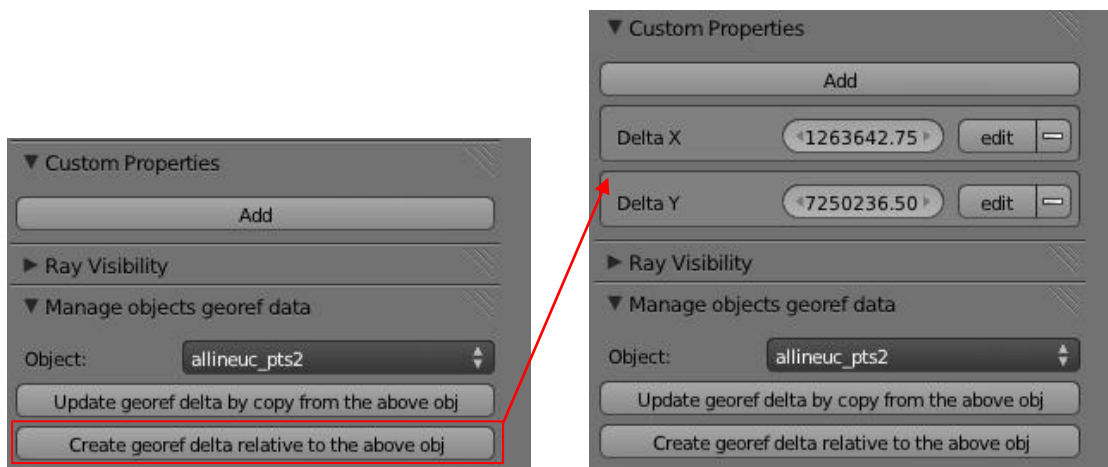 Custom Properties
Add
Ray Visibility
Manage objects georef data
Object: allineuc_pts2
Update georef delta by copy from the above obj
Create georef delta relative to the above obj
Custom Properties
Add
Delta X 1263642.75 edit
Delta Y 7250236.50 edit
Ray Visibility
Manage objects georef data
Object: allineuc_pts2
Update georef delta by copy from the above obj
Create georef delta relative to the above obj